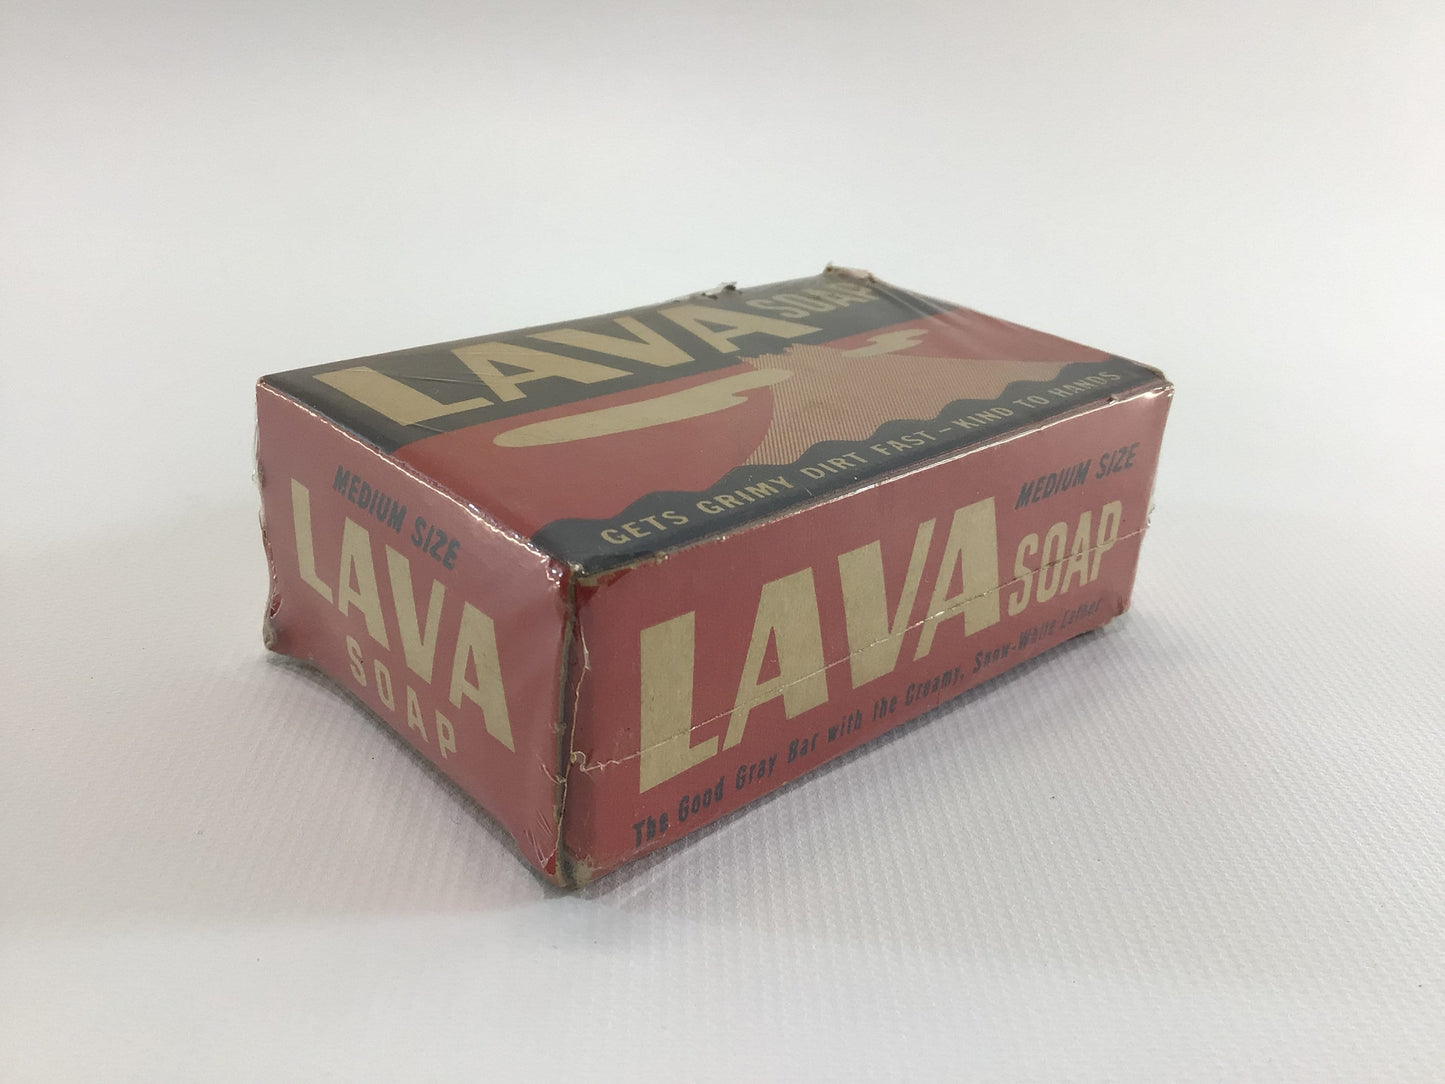 LAVA SOAP
GETS GRIMY DIRT FAST – KIND TO HANDS
MEDIUM SIZE
LAVA
SOAP
MEDIUM SIZE
LAVA SOAP
The Good Gray Bar with the Creamy, Snow-White Lather